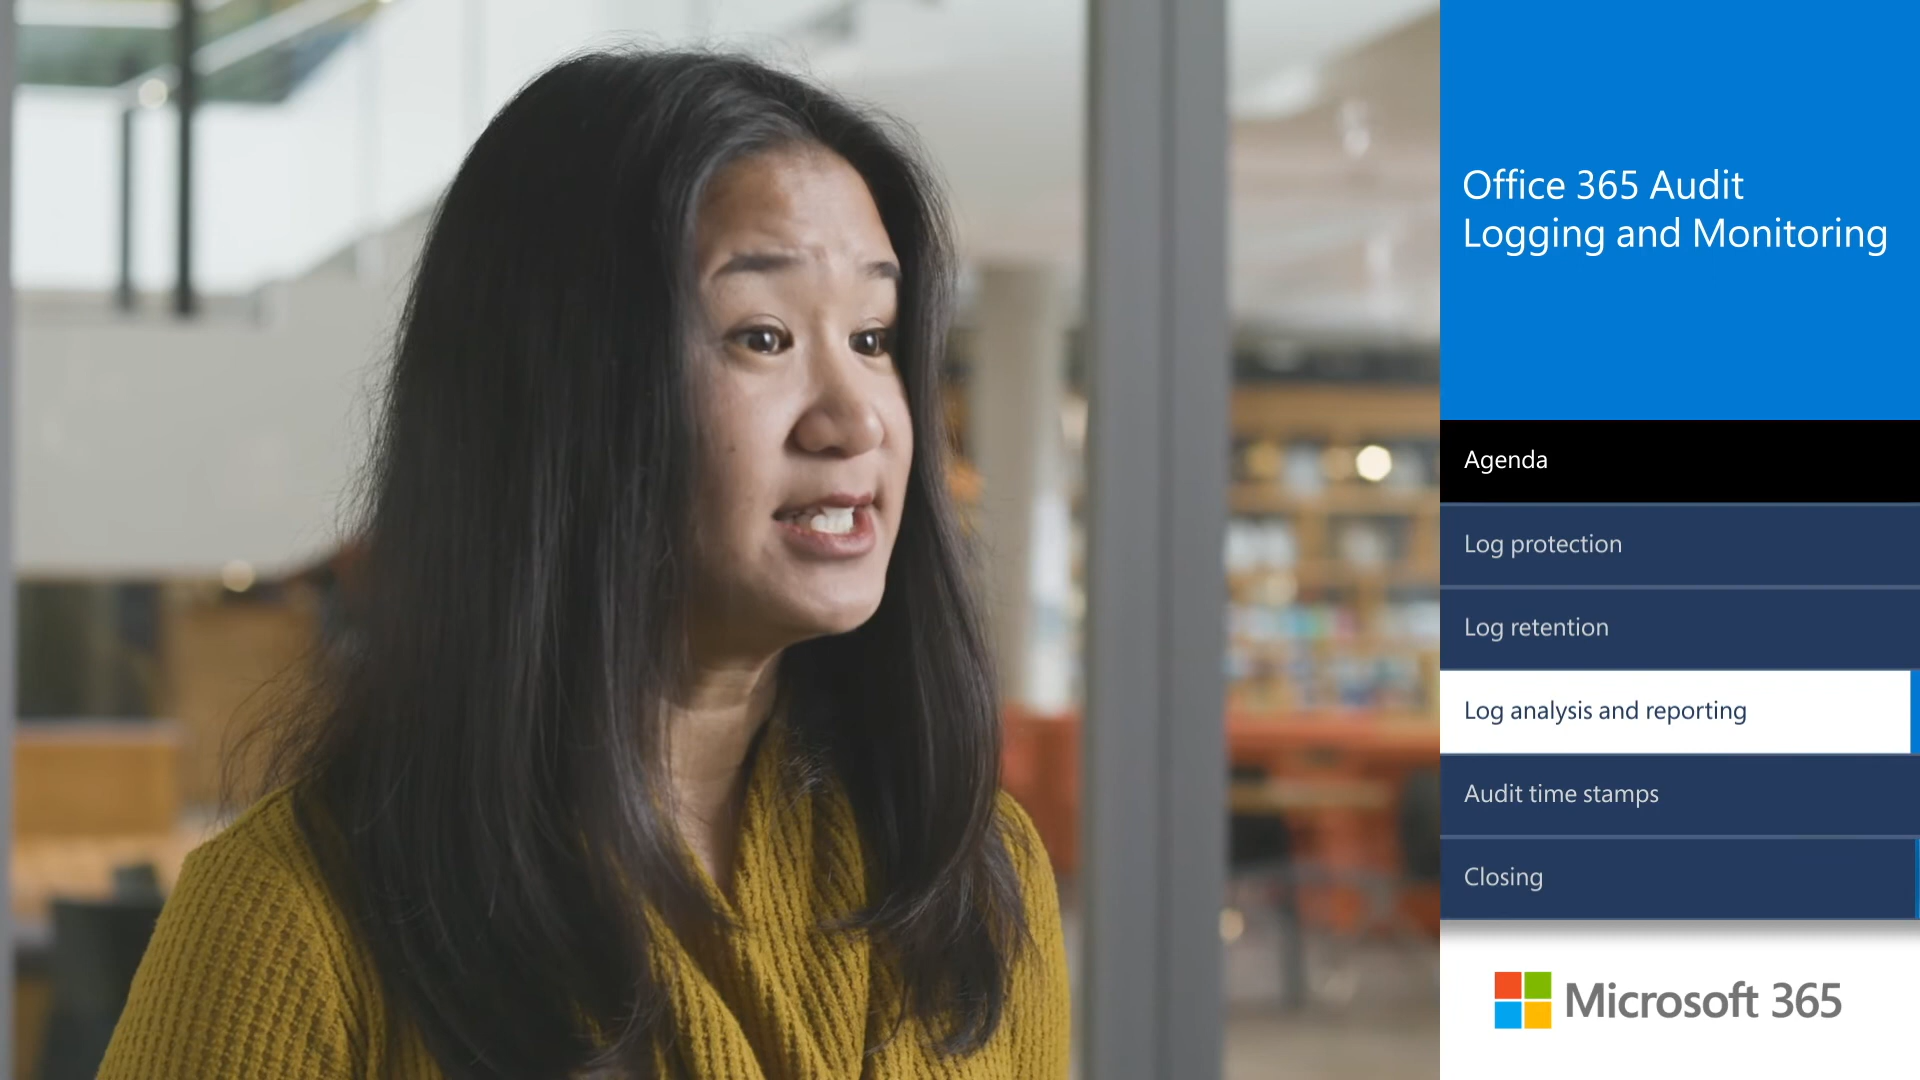 Office 365 Audit
Logging and Monitoring
Agenda
Log protection
Log retention
Log analysis and reporting
Audit time stamps
Closing
Microsoft 365